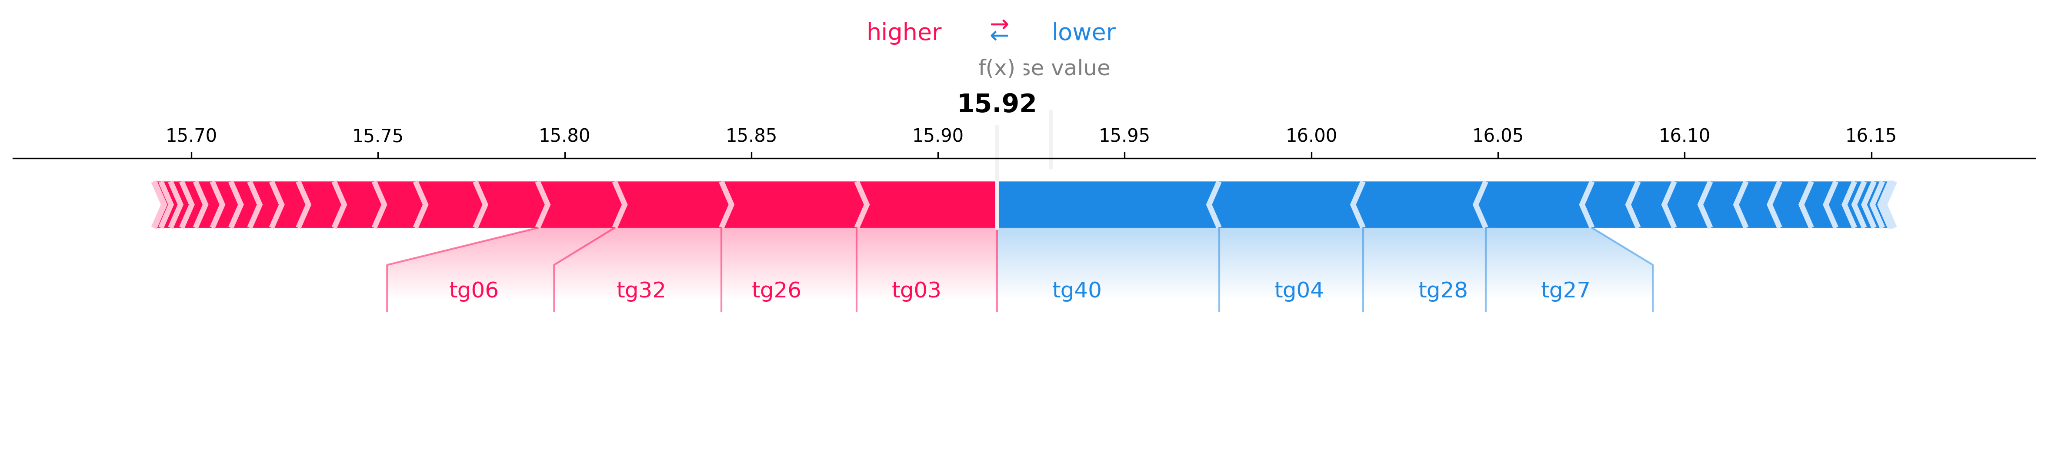 higher ⇄ lower
f(x) se value
15.92
15.70 15.75 15.80 15.85 15.90 15.95 16.00 16.05 16.10 16.15
tg06 tg32 tg26 tg03 tg40 tg04 tg28 tg27